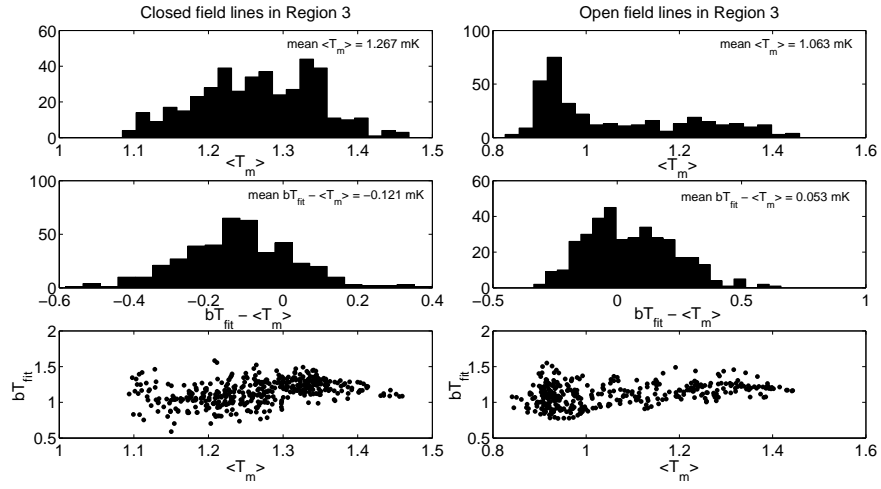 Closed field lines in Region 3
Open field lines in Region 3
60
40
20
0
mean <T_m> = 1.267 mK
1 1.1 1.2 1.3 1.4 1.5
<T_m>
100
50
0
mean <T_m> = 1.063 mK
0.8 1 1.2 1.4 1.6
<T_m>
100
50
0
mean bT_fit − <T_m> = −0.121 mK
−0.6 −0.4 −0.2 0 0.2 0.4
bT_fit − <T_m>
60
40
20
0
mean bT_fit − <T_m> = 0.053 mK
−0.5 0 0.5 1
bT_fit − <T_m>
2
1.5
1
0.5
bT_fit
1 1.1 1.2 1.3 1.4 1.5
<T_m>
2
1.5
1
0.5
bT_fit
0.8 1 1.2 1.4 1.6
<T_m>